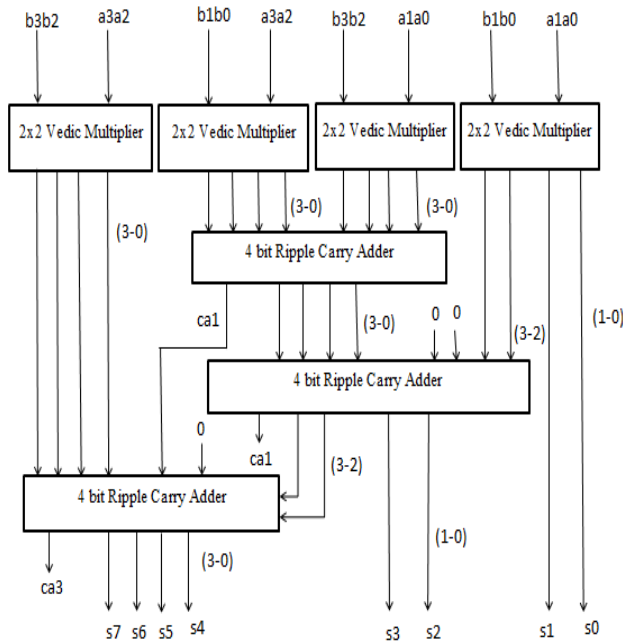 b3b2 a3a2 b1b0 a3a2 b3b2 a1a0 b1b0 a1a0
2x2 Vedic Multiplier 2x2 Vedic Multiplier 2x2 Vedic Multiplier 2x2 Vedic Multiplier
(3-0) (3-0) (3-0)
4 bit Ripple Carry Adder
ca1 (3-0) 0 0 (3-2) (1-0)
4 bit Ripple Carry Adder
0 ca1 (3-2)
4 bit Ripple Carry Adder
ca3 (3-0) (1-0)
s7 s6 s5 s4 s3 s2 s1 s0